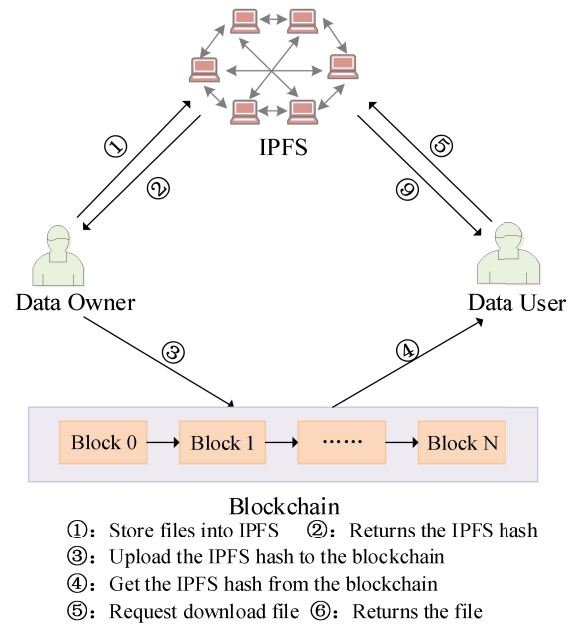 IPFS
①
②
⑤
⑨
Data Owner
Data User
③
④
Block 0
Block 1
……
Block N
Blockchain
①: Store files into IPFS ②: Returns the IPFS hash
③: Upload the IPFS hash to the blockchain
④: Get the IPFS hash from the blockchain
⑤: Request download file ⑥: Returns the file